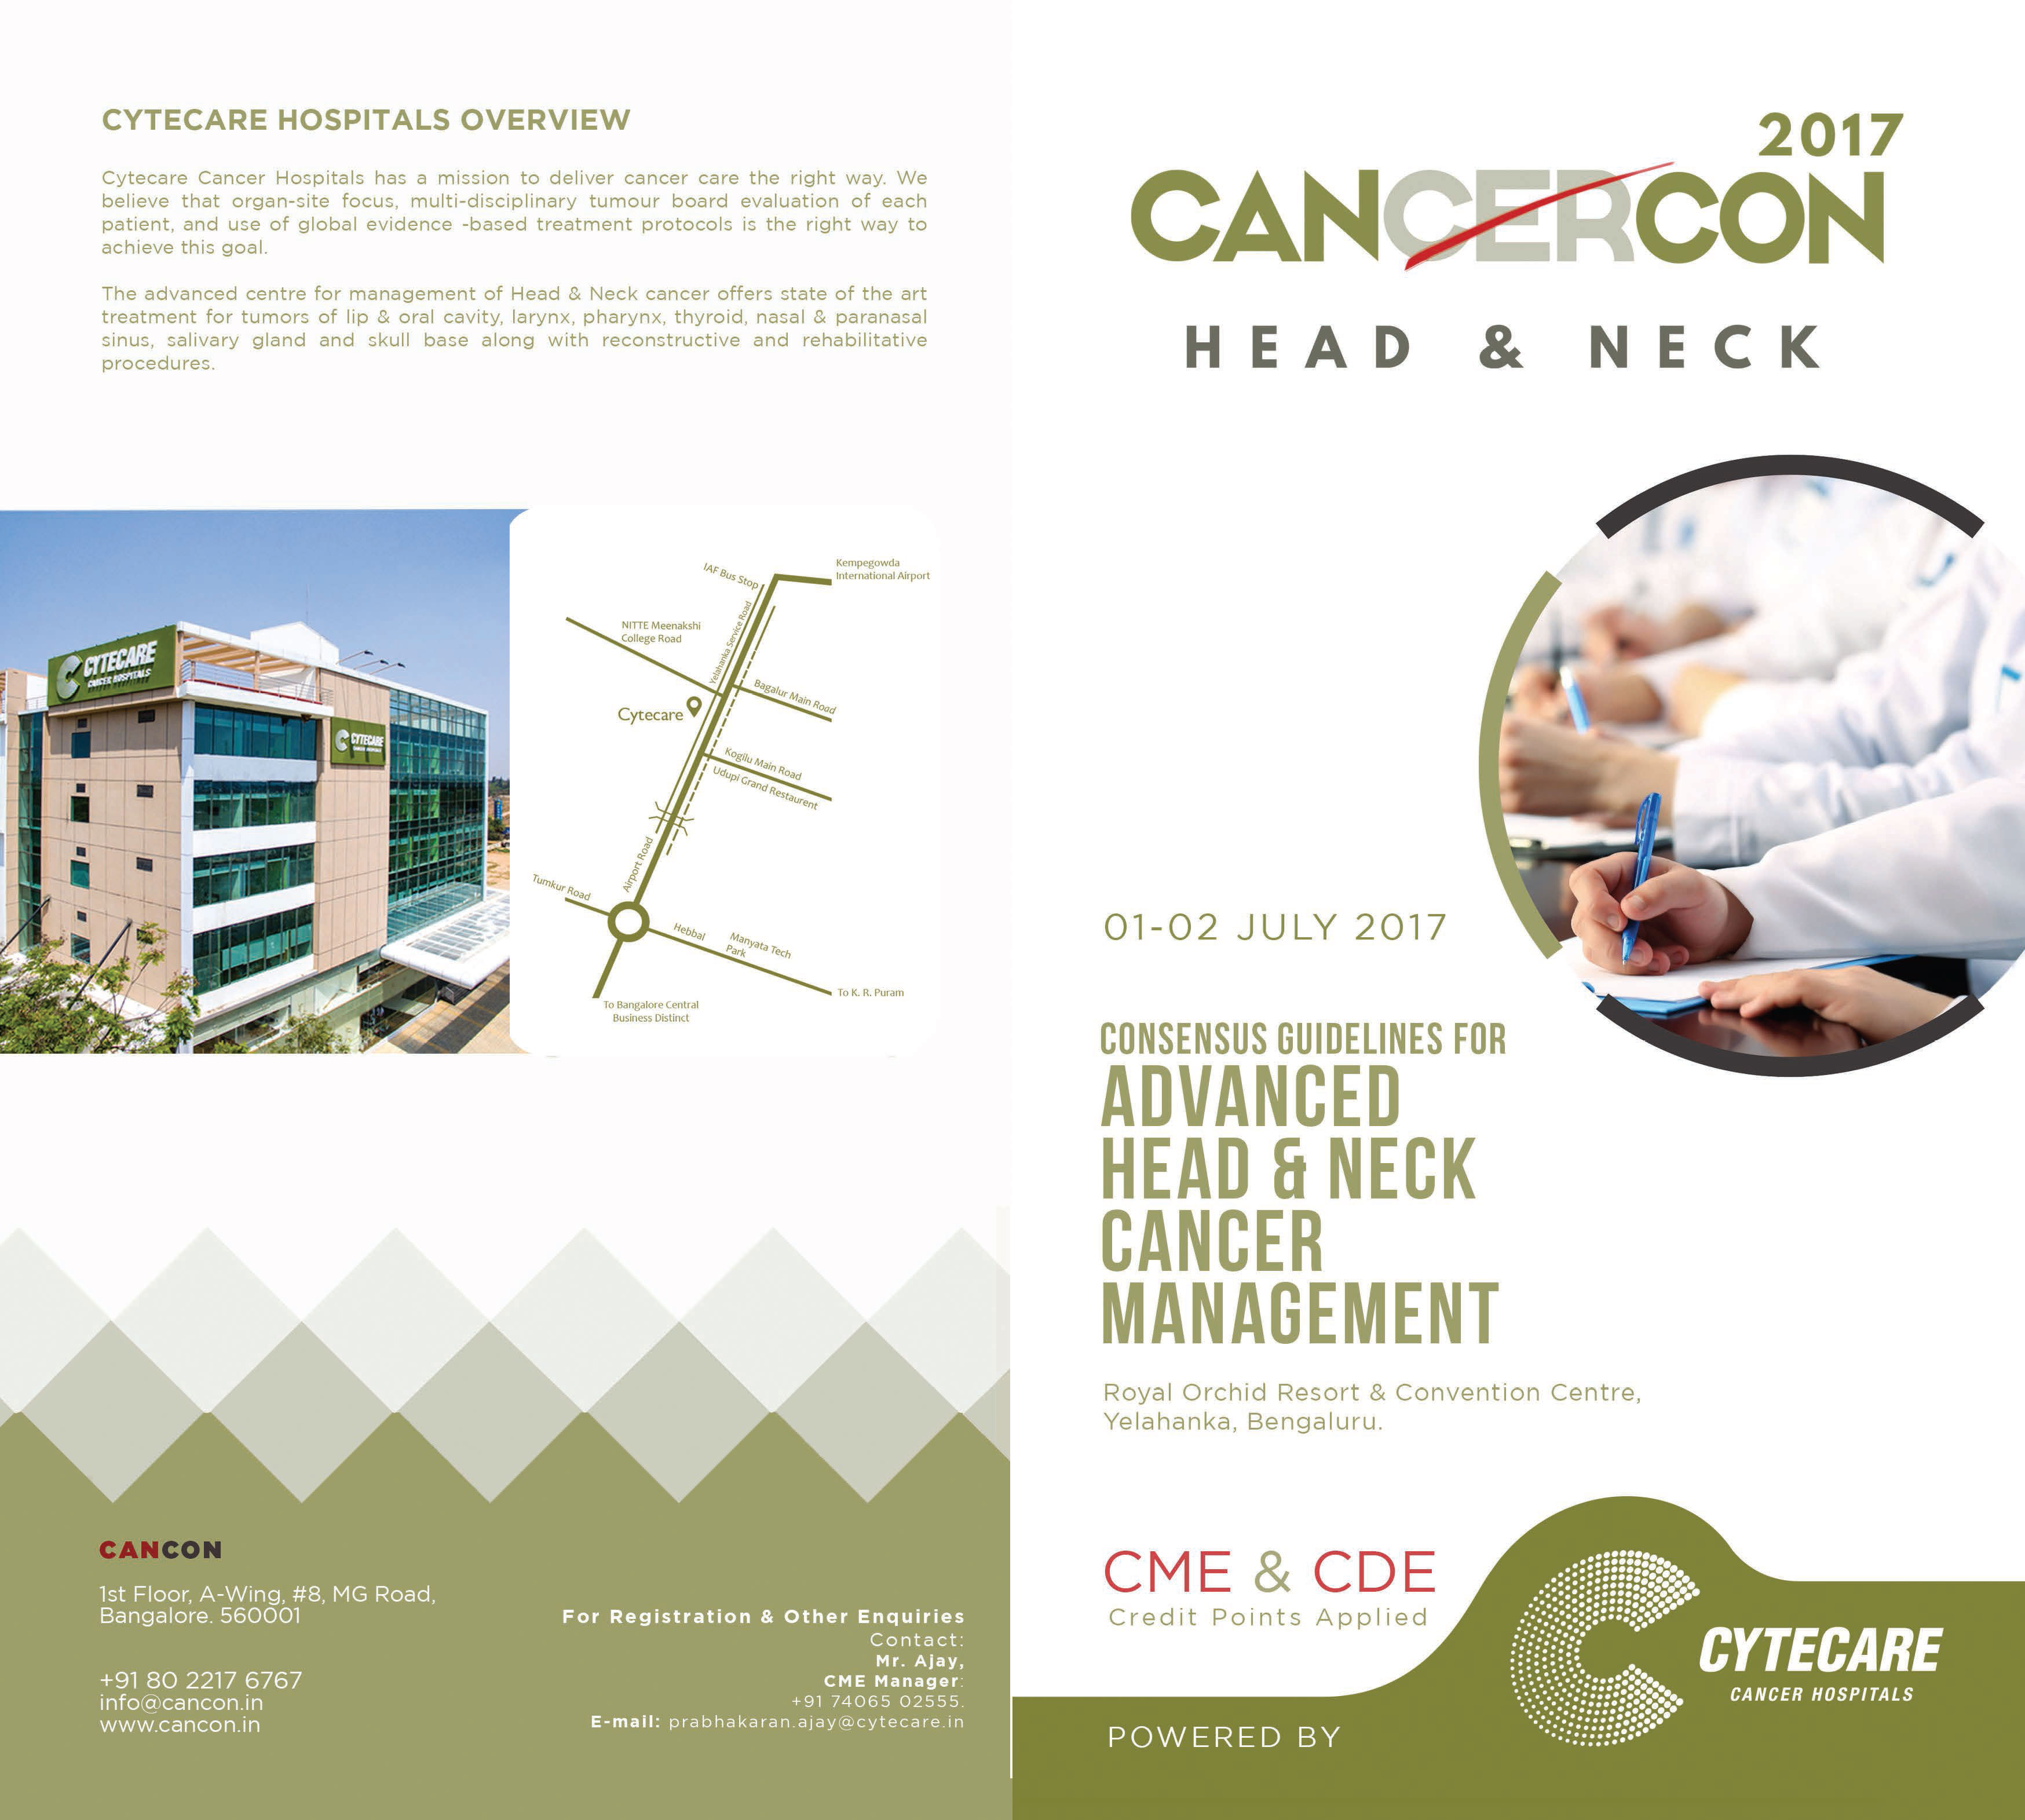 CYTECARE HOSPITALS OVERVIEW
Cytecare Cancer Hospitals has a mission to deliver cancer care the right way. We
believe that organ-site focus, multi-disciplinary tumour board evaluation of each
patient, and use of global evidence -based treatment protocols is the right way to
achieve this goal.
The advanced centre for management of Head & Neck cancer offers state of the art
treatment for tumors of lip & oral cavity, larynx, pharynx, thyroid, nasal & paranasal
sinus, salivary gland and skull base along with reconstructive and rehabilitative
procedures.
CYTECARE
CANCER HOSPITALS
CYTECARE
CANCER HOSPITALS
Kempegowda
International Airport
IAF Bus Stop
Yelahanka Service Road
NITTE Meenakshi
College Road
Bagalur Main Road
Cytecare
Kogilu Main Road
Udupi Grand Restaurent
Airport Road
Tumkur Road
Hebbal
Manyata Tech
Park
To K. R. Puram
To Bangalore Central
Business Distinct
CANCON
1st Floor, A-Wing, #8, MG Road,
Bangalore. 560001
+91 80 2217 6767
info@cancon.in
www.cancon.in
For Registration & Other Enquiries
Contact:
Mr. Ajay,
CME Manager:
+91 74065 02555.
E-mail: prabhakaran.ajay@cytecare.in
2017
CANCERCON
HEAD & NECK
01-02 JULY 2017
CONSENSUS GUIDELINES FOR
ADVANCED
HEAD & NECK
CANCER
MANAGEMENT
Royal Orchid Resort & Convention Centre,
Yelahanka, Bengaluru.
CME & CDE
Credit Points Applied
POWERED BY
CYTECARE
CANCER HOSPITALS